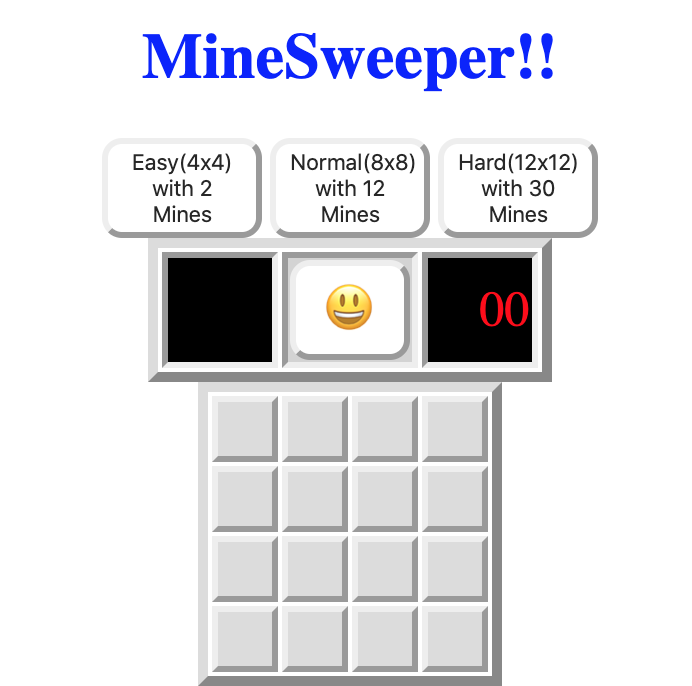 MineSweeper!!
Easy(4x4)
with 2
Mines
Normal(8x8)
with 12
Mines
Hard(12x12)
with 30
Mines
00